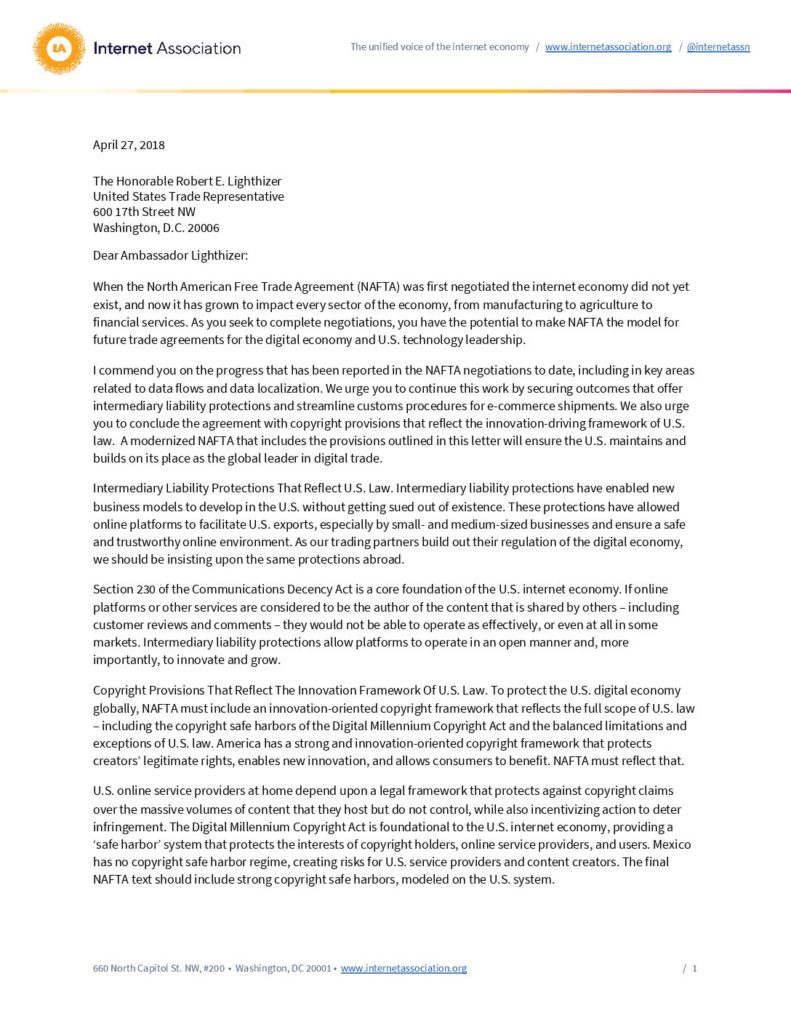 IA Internet Association
The unified voice of the internet economy / www.internetassociation.org / @internetassn
April 27, 2018
The Honorable Robert E. Lighthizer
United States Trade Representative
600 17th Street NW
Washington, D.C. 20006
Dear Ambassador Lighthizer:
When the North American Free Trade Agreement (NAFTA) was first negotiated the internet economy did not yet
exist, and now it has grown to impact every sector of the economy, from manufacturing to agriculture to
financial services. As you seek to complete negotiations, you have the potential to make NAFTA the model for
future trade agreements for the digital economy and U.S. technology leadership.
I commend you on the progress that has been reported in the NAFTA negotiations to date, including in key areas
related to data flows and data localization. We urge you to continue this work by securing outcomes that offer
intermediary liability protections and streamline customs procedures for e-commerce shipments. We also urge
you to conclude the agreement with copyright provisions that reflect the innovation-driving framework of U.S.
law. A modernized NAFTA that includes the provisions outlined in this letter will ensure the U.S. maintains and
builds on its place as the global leader in digital trade.
Intermediary Liability Protections That Reflect U.S. Law. Intermediary liability protections have enabled new
business models to develop in the U.S. without getting sued out of existence. These protections have allowed
online platforms to facilitate U.S. exports, especially by small- and medium-sized businesses and ensure a safe
and trustworthy online environment. As our trading partners build out their regulation of the digital economy,
we should be insisting upon the same protections abroad.
Section 230 of the Communications Decency Act is a core foundation of the U.S. internet economy. If online
platforms or other services are considered to be the author of the content that is shared by others – including
customer reviews and comments – they would not be able to operate as effectively, or even at all in some
markets. Intermediary liability protections allow platforms to operate in an open manner and, more
importantly, to innovate and grow.
Copyright Provisions That Reflect The Innovation Framework Of U.S. Law. To protect the U.S. digital economy
globally, NAFTA must include an innovation-oriented copyright framework that reflects the full scope of U.S. law
– including the copyright safe harbors of the Digital Millennium Copyright Act and the balanced limitations and
exceptions of U.S. law. America has a strong and innovation-oriented copyright framework that protects
creators’ legitimate rights, enables new innovation, and allows consumers to benefit. NAFTA must reflect that.
U.S. online service providers at home depend upon a legal framework that protects against copyright claims
over the massive volumes of content that they host but do not control, while also incentivizing action to deter
infringement. The Digital Millennium Copyright Act is foundational to the U.S. internet economy, providing a
‘safe harbor’ system that protects the interests of copyright holders, online service providers, and users. Mexico
has no copyright safe harbor regime, creating risks for U.S. service providers and content creators. The final
NAFTA text should include strong copyright safe harbors, modeled on the U.S. system.
660 North Capitol St. NW, #200 • Washington, DC 20001 • www.internetassociation.org / 1